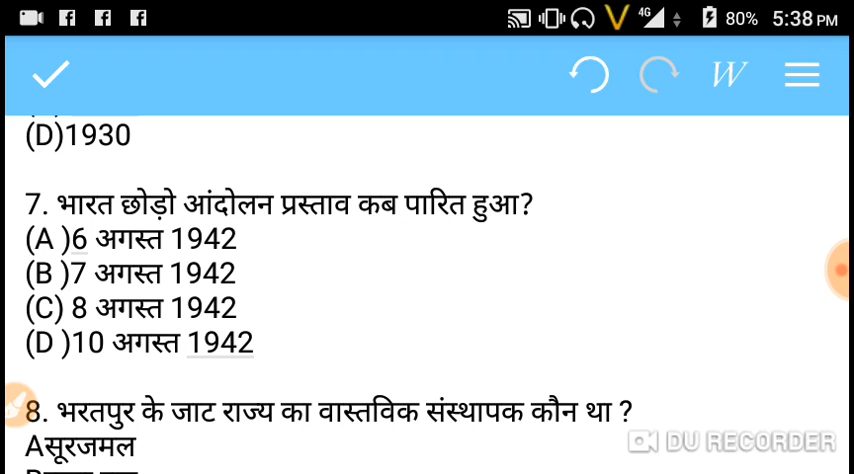 4G 80% 5:38 PM
W
(D)1930
7. भारत छोड़ो आंदोलन प्रस्ताव कब पारित हुआ?
(A )6 अगस्त 1942
(B )7 अगस्त 1942
(C) 8 अगस्त 1942
(D )10 अगस्त 1942
8. भरतपुर के जाट राज्य का वास्तविक संस्थापक कौन था ?
Aसूरजमल
DU RECORDER